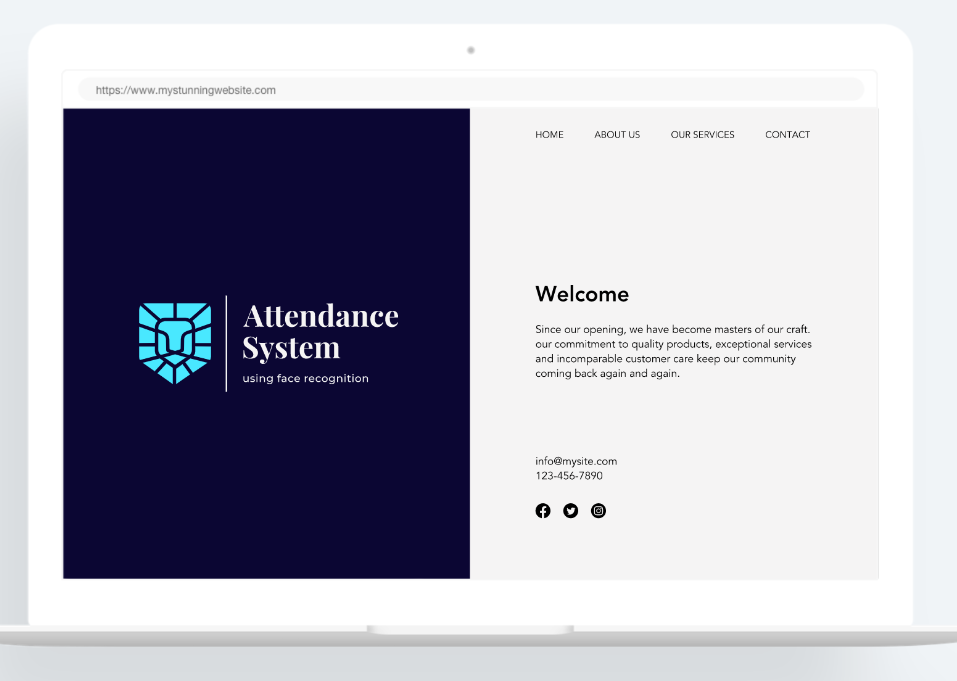 https://www.mystunningwebsite.com
HOME ABOUT US OUR SERVICES CONTACT
Attendance
System
using face recognition
Welcome
Since our opening, we have become masters of our craft.
our commitment to quality products, exceptional services
and incomparable customer care keep our community
coming back again and again.
info@mysite.com
123-456-7890